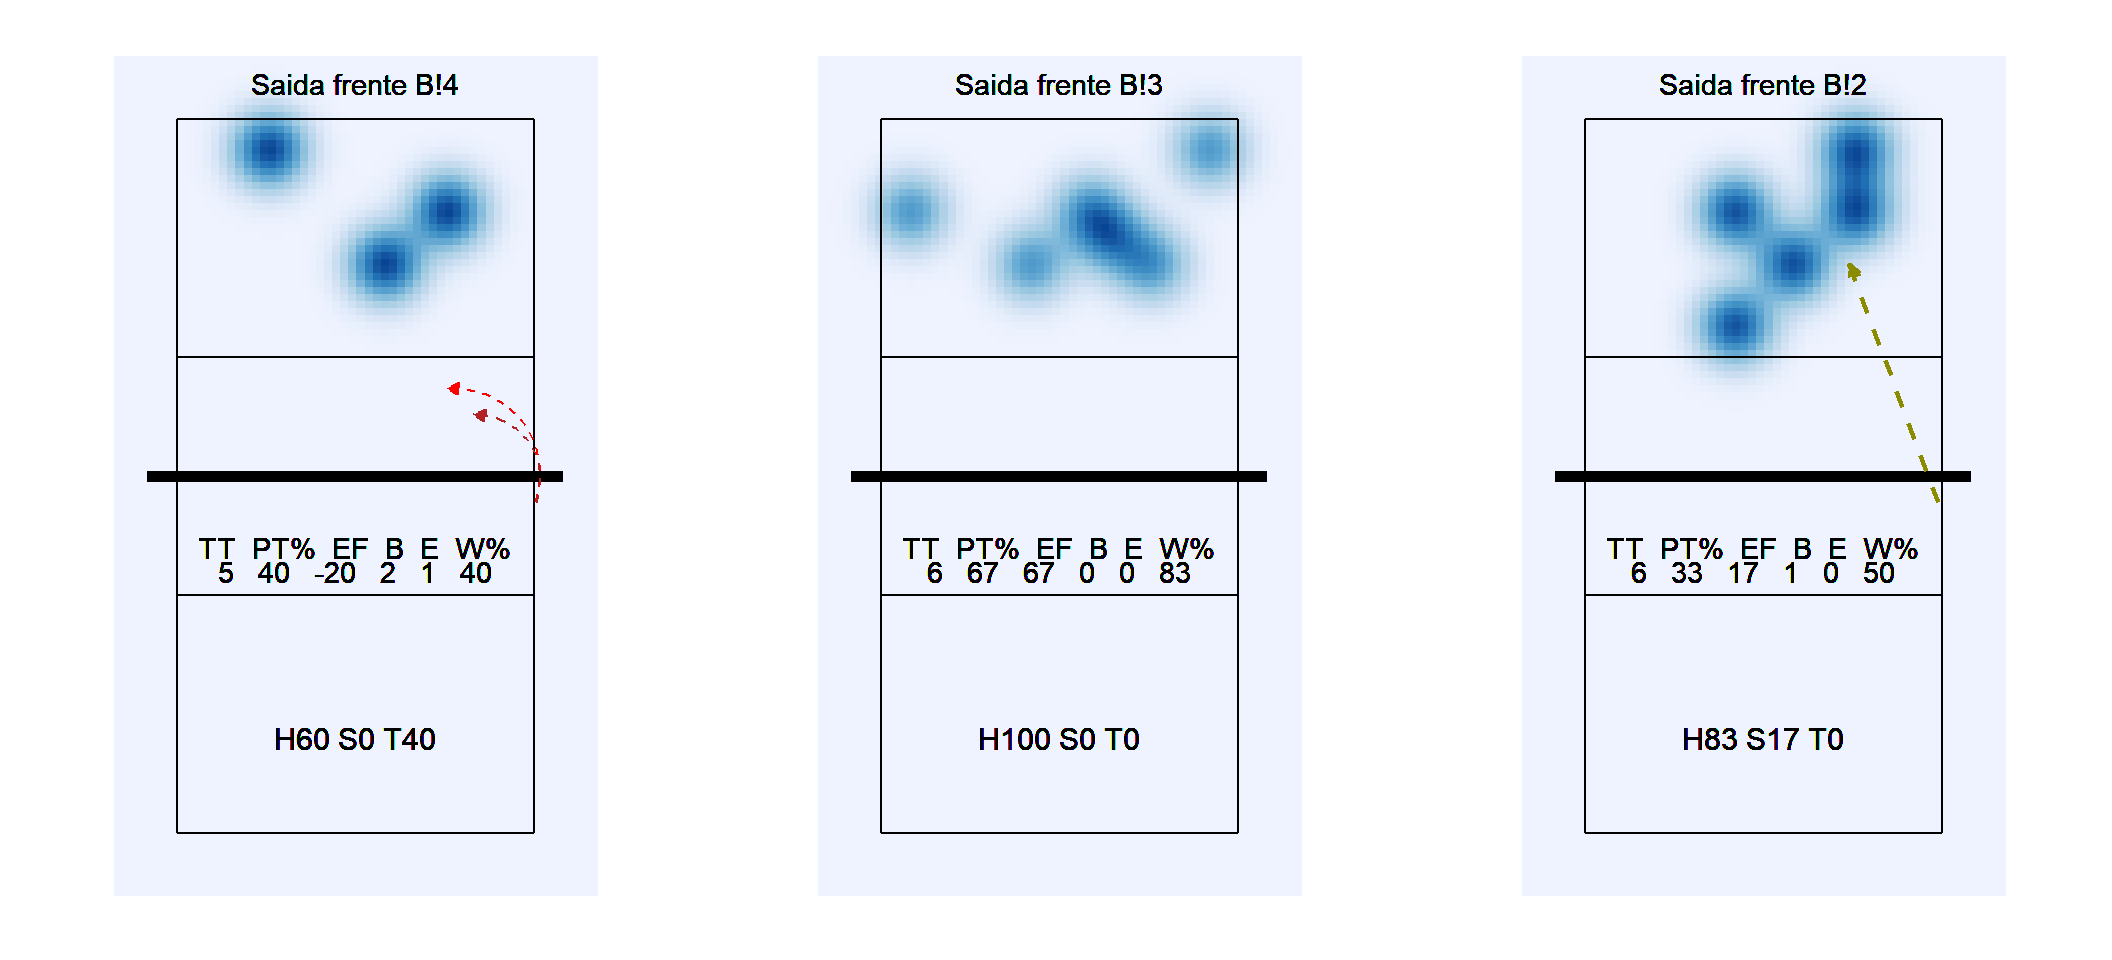 Saida frente B!4
TT PT% EF B E W%
5 40 -20 2 1 40
H60 S0 T40
Saida frente B!3
TT PT% EF B E W%
6 67 67 0 0 83
H100 S0 T0
Saida frente B!2
TT PT% EF B E W%
6 33 17 1 0 50
H83 S17 T0